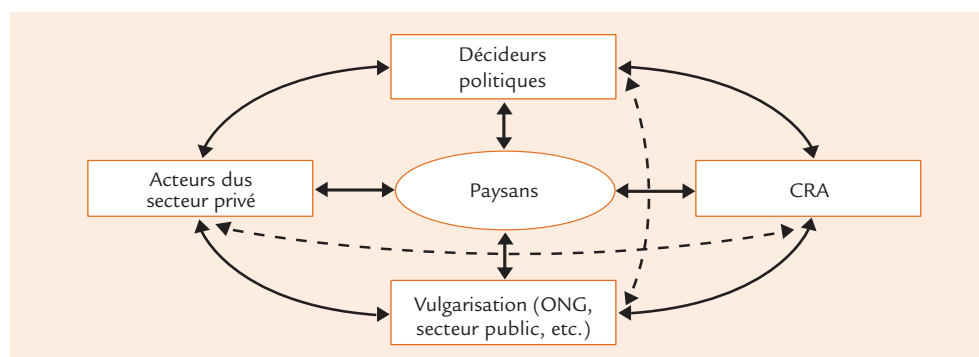 Décideurs
politiques
Acteurs dus
secteur privé
Paysans
CRA
Vulgarisation (ONG,
secteur public, etc.)